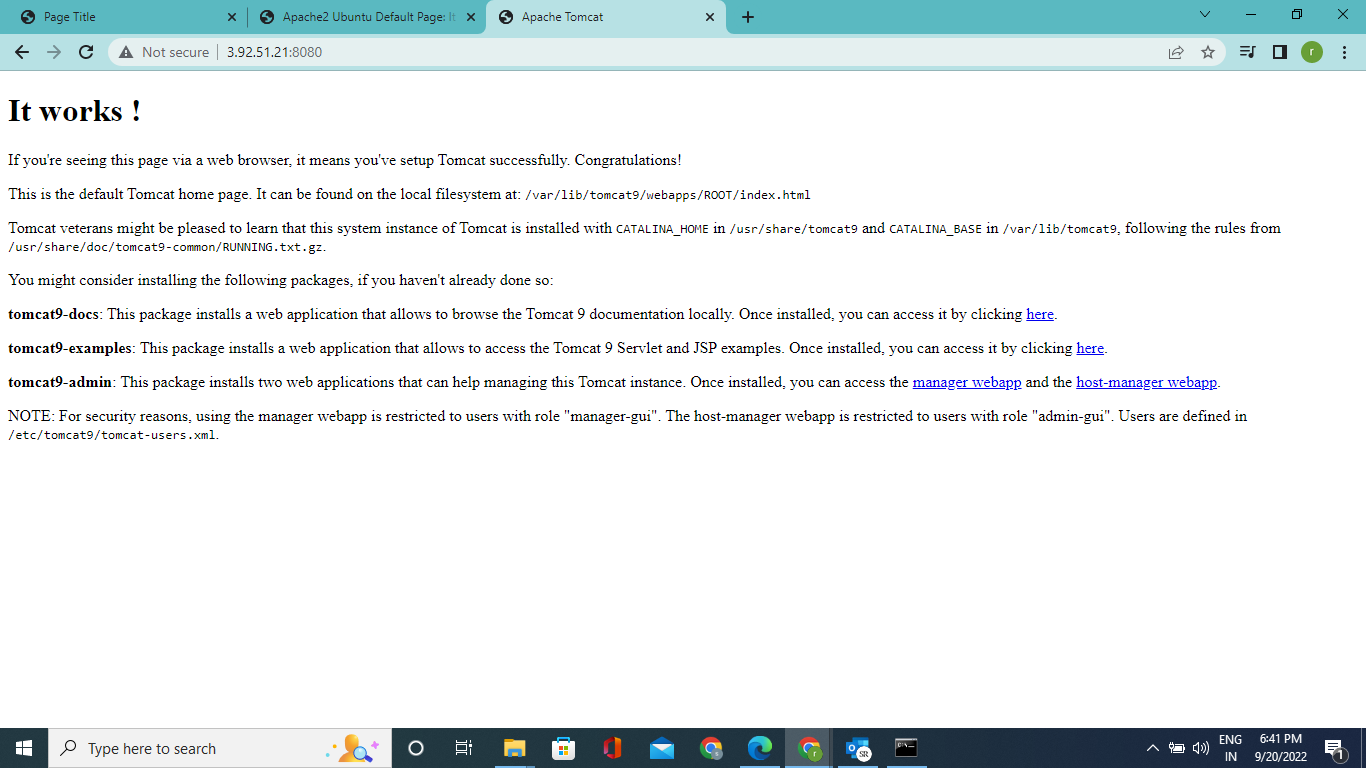 Page Title
Apache2 Ubuntu Default Page: It
Apache Tomcat
Not secure
3.92.51.21:8080
r
It works !
If you're seeing this page via a web browser, it means you've setup Tomcat successfully. Congratulations!
This is the default Tomcat home page. It can be found on the local filesystem at: /var/lib/tomcat9/webapps/ROOT/index.html
Tomcat veterans might be pleased to learn that this system instance of Tomcat is installed with CATALINA_HOME in /usr/share/tomcat9 and CATALINA_BASE in /var/lib/tomcat9, following the rules from
/usr/share/doc/tomcat9-common/RUNNING.txt.gz.
You might consider installing the following packages, if you haven't already done so:
tomcat9-docs: This package installs a web application that allows to browse the Tomcat 9 documentation locally. Once installed, you can access it by clicking here.
tomcat9-examples: This package installs a web application that allows to access the Tomcat 9 Servlet and JSP examples. Once installed, you can access it by clicking here.
tomcat9-admin: This package installs two web applications that can help managing this Tomcat instance. Once installed, you can access the manager webapp and the host-manager webapp.
NOTE: For security reasons, using the manager webapp is restricted to users with role "manager-gui". The host-manager webapp is restricted to users with role "admin-gui". Users are defined in
/etc/tomcat9/tomcat-users.xml.
Type here to search
SR
ENG
IN
6:41 PM
9/20/2022
1